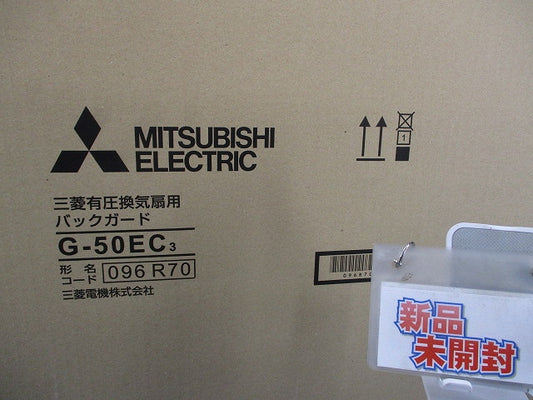 MITSUBISHI
ELECTRIC
三菱有圧換気扇用
バックガード
G-50EC3
形名
コード
096 R70
三菱電機株式会社
1
新品
未開封